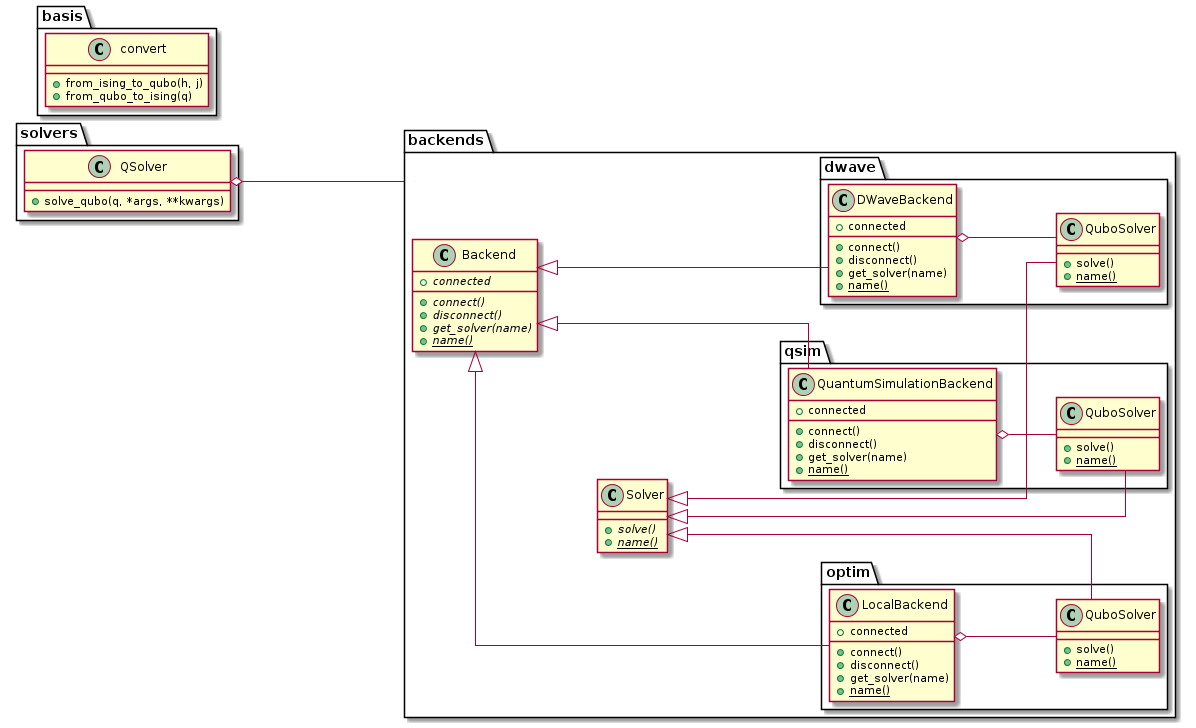 basis
C convert
from_ising_to_qubo(h, j)
from_qubo_to_ising(q)
solvers
C QSolver
solve_qubo(q, *args, **kwargs)
backends
C Backend
connected
connect()
disconnect()
get_solver(name)
name()
dwave
C DWaveBackend
connected
connect()
disconnect()
get_solver(name)
name()
C QuboSolver
solve()
name()
qsim
C QuantumSimulationBackend
connected
connect()
disconnect()
get_solver(name)
name()
C QuboSolver
solve()
name()
C Solver
solve()
name()
optim
C LocalBackend
connected
connect()
disconnect()
get_solver(name)
name()
C QuboSolver
solve()
name()